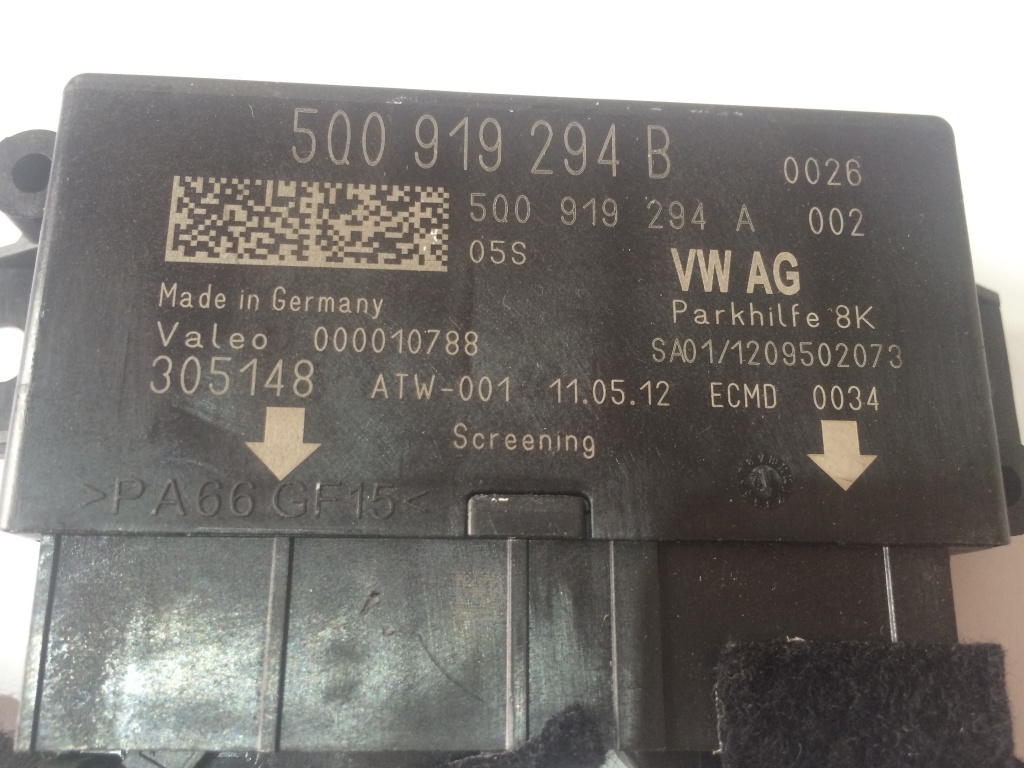 5Q0 919 294 B 0026
5Q0 919 294 A 002
05S
VW AG
Made in Germany
Parkhilfe 8K
Valeo 000010788
SA01/1209502073
305148 ATW-001 11.05.12 ECMD 0034
Screening
>PA66 GF15<